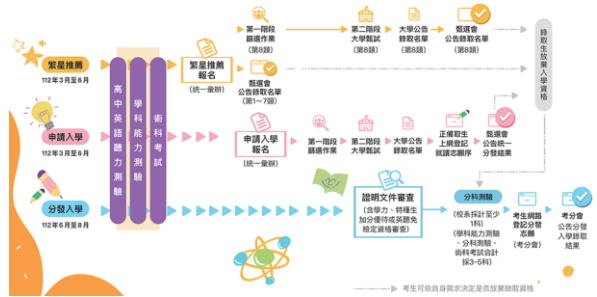 第一階段
篩選作業
(第8類)
第二階段
大學甄試
(第8類)
大學公告
錄取名單
(第8類)
甄選會
公告錄取名單
(第8類)
繁星推薦
112年3月至6月
繁星推薦
報名
(統一彙辦)
甄選會
公告錄取名單
(第1~7類)
錄取生放棄入學資格
高中英語聽力測驗
學科能力測驗
術科考試
申請入學
112年3月至6月
申請入學
報名
(統一彙辦)
第一階段
篩選作業
第二階段
大學甄試
大學公告
錄取名單
正備取生
上網登記
就讀志願序
甄選會
公告統一
分發結果
分發入學
112年6月至8月
證明文件審查
(含學力、特種生
加分優待或英聽免
檢定資格審查)
分科測驗
(校系採計至少
1科)
(學科能力測驗
、分科測驗、
術科考試合計
採3~5科)
考生網路
登記分發
志願
(考分會)
考分會
公告分發
入學錄取
結果
考生可依自身需求決定是否放棄錄取資格